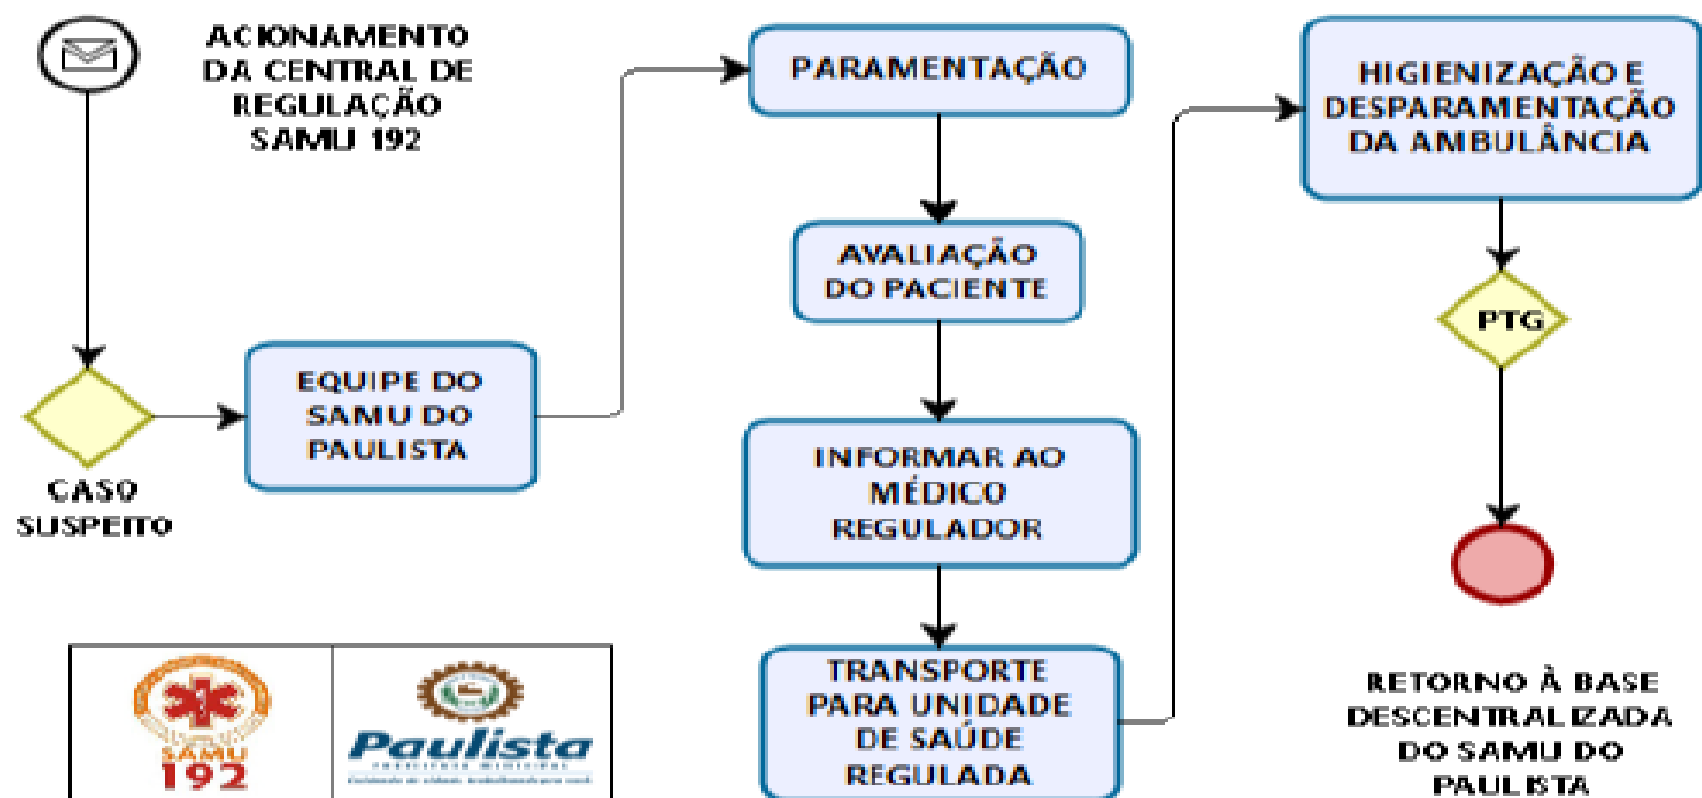 ACIONAMENTO
DA CENTRAL DE
REGULAÇÃO
SAMU 192
CASO
SUSPEITO
EQUIPE DO
SAMU DO
PAULISTA
PARAMENTAÇÃO
AVALIAÇÃO
DO PACIENTE
INFORMAR AO
MÉDICO
REGULADOR
TRANSPORTE
PARA UNIDADE
DE SAÚDE
REGULADA
HIGIENIZAÇÃO E
DESPARAMENTAÇÃO
DA AMBULÂNCIA
PTG
RETORNO À BASE
DESCENTRALIZADA
DO SAMU DO
PAULISTA
SAMU
192
Paulista